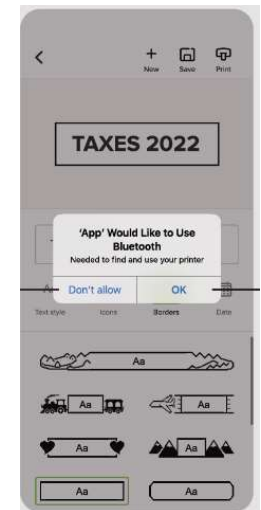 New Save Print
TAXES 2022
'App' Would Like to Use
Bluetooth
Needed to find and use your printer
Don't allow OK
Text style Icons Borders Date
Aa
Aa Aa
Aa Aa
Aa Aa